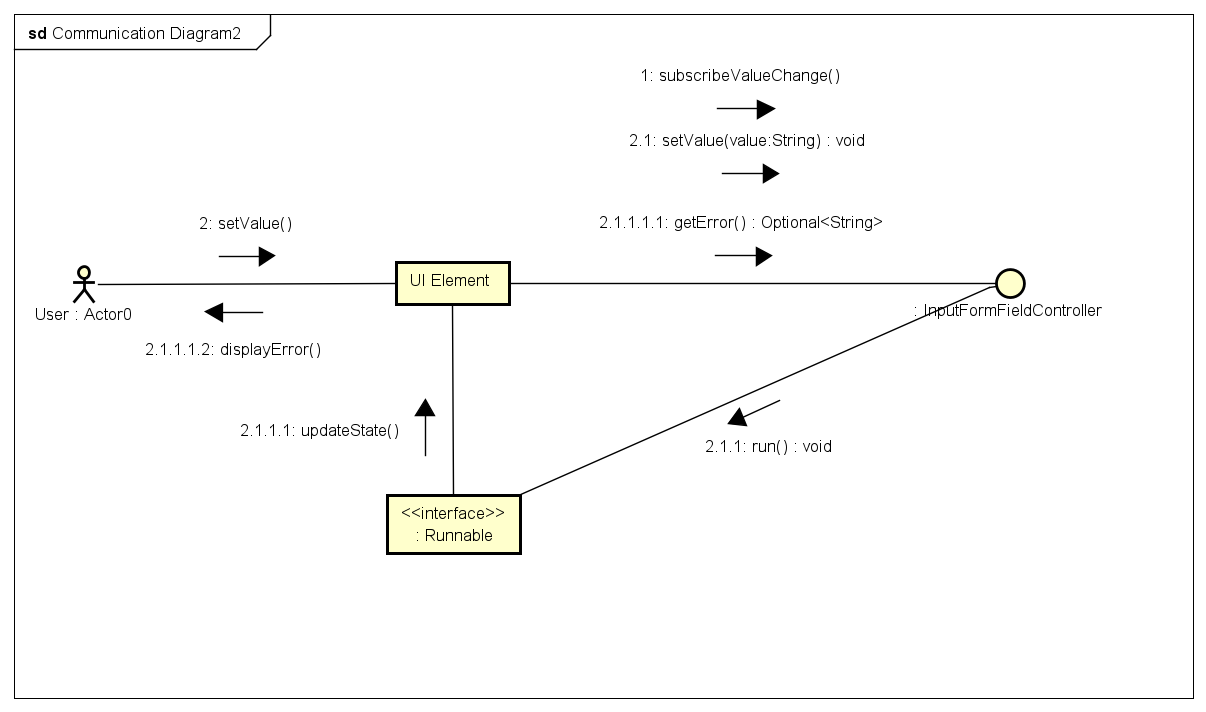 sd Communication Diagram2
1: subscribeValueChange()
2.1: setValue(value:String) : void
2: setValue()
2.1.1.1.1: getError() : Optional<String>
UI Element
User : Actor0
: InputFormFieldController
2.1.1.1.2: displayError()
2.1.1.1: updateState()
2.1.1: run() : void
<<interface>>
: Runnable